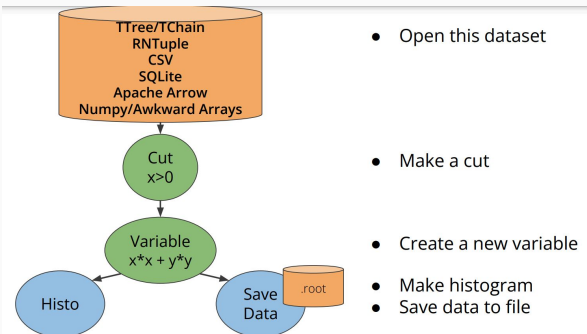 TTree/TChain
RNTuple
CSV
SQLite
Apache Arrow
Numpy/Awkward Arrays
• Open this dataset
Cut
x>0
• Make a cut
Variable
x*x + y*y
• Create a new variable
Histo
Save
Data
.root
• Make histogram
• Save data to file